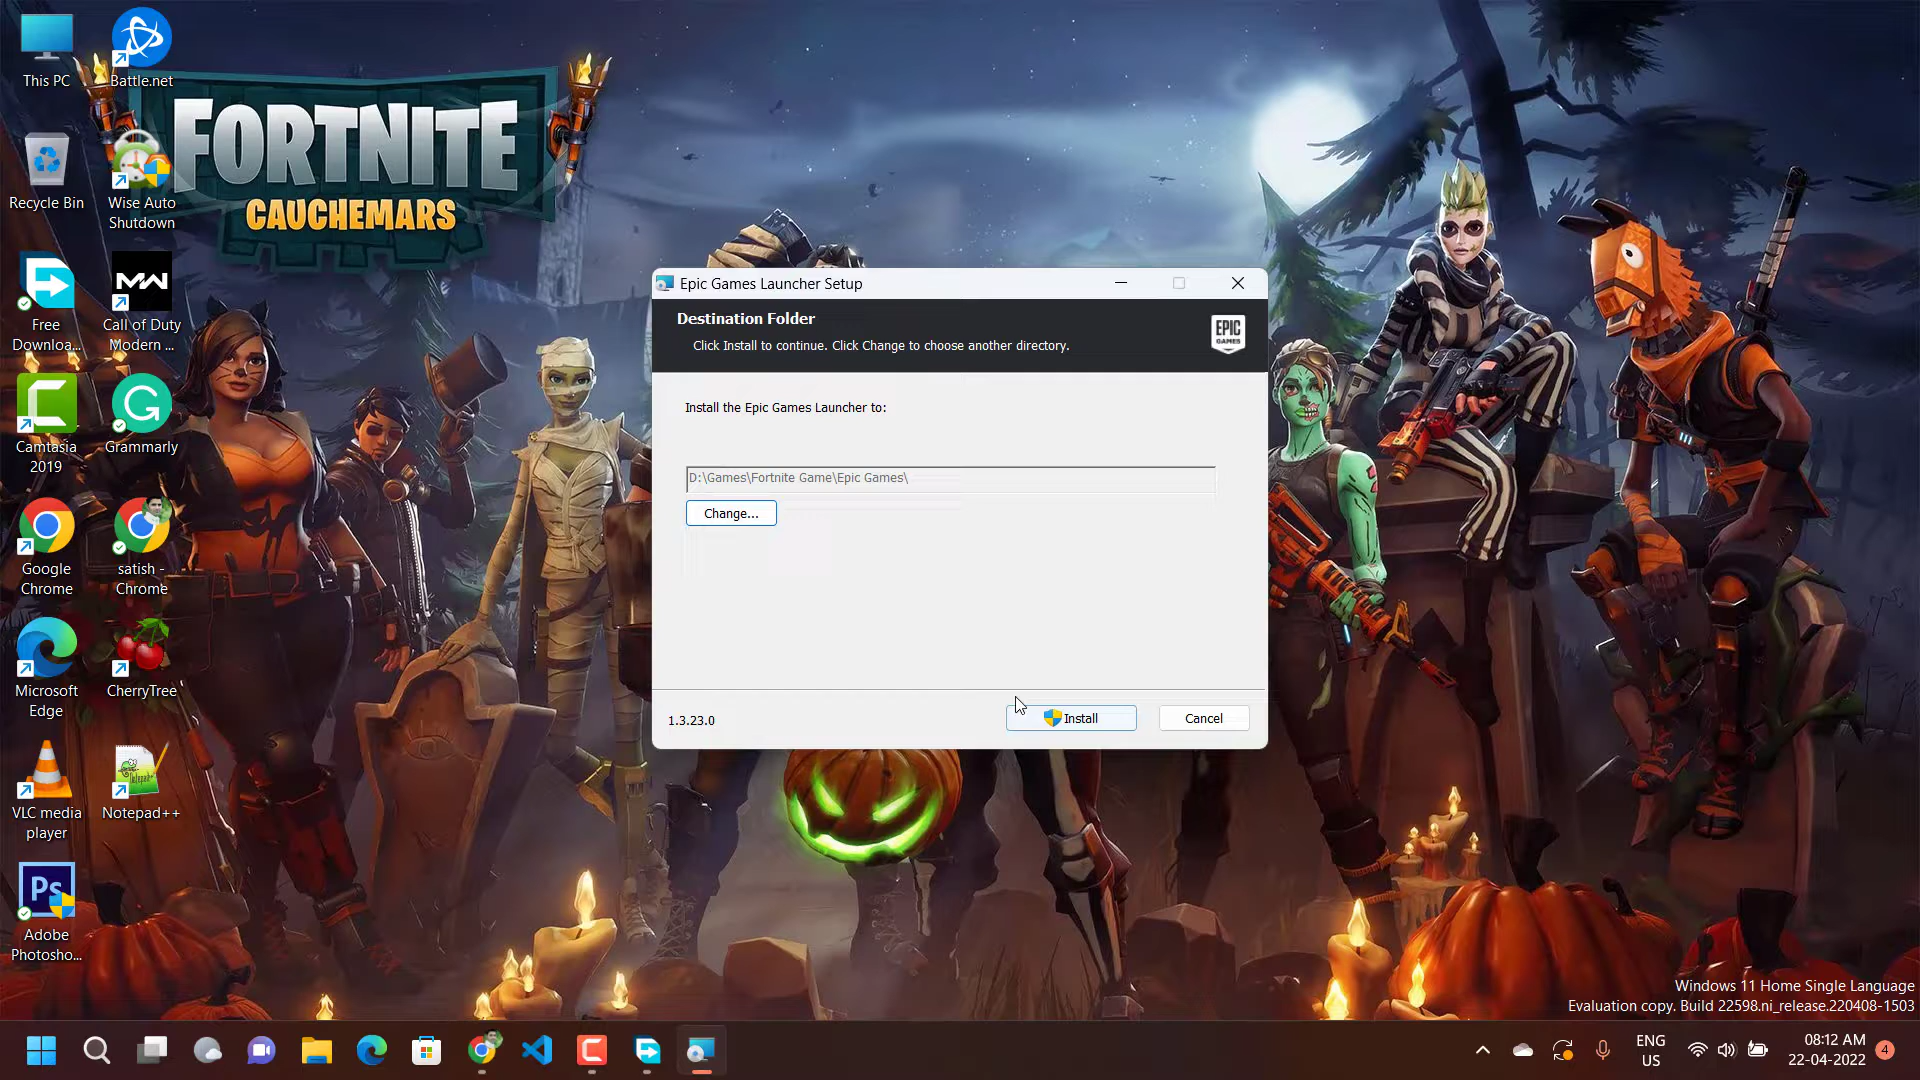 This PC
Battle.net
Recycle Bin
Wise Auto
Shutdown
Free
Downloa...
Call of Duty
Modern ...
Camtasia
2019
Grammarly
Google
Chrome
satish -
Chrome
Microsoft
Edge
CherryTree
VLC media
player
Notepad++
Ps
Adobe
Photosho...
FORTNITE
CAUCHEMARS
Epic Games Launcher Setup
Destination Folder
Click Install to continue. Click Change to choose another directory.
EPIC
GAMES
Install the Epic Games Launcher to:
D:\Games\Fortnite Game\Epic Games\
Change...
1.3.23.0
Install
Cancel
Windows 11 Home Single Language
Evaluation copy. Build 22598.ni_release.220408-1503
ENG
US
08:12 AM
22-04-2022
4